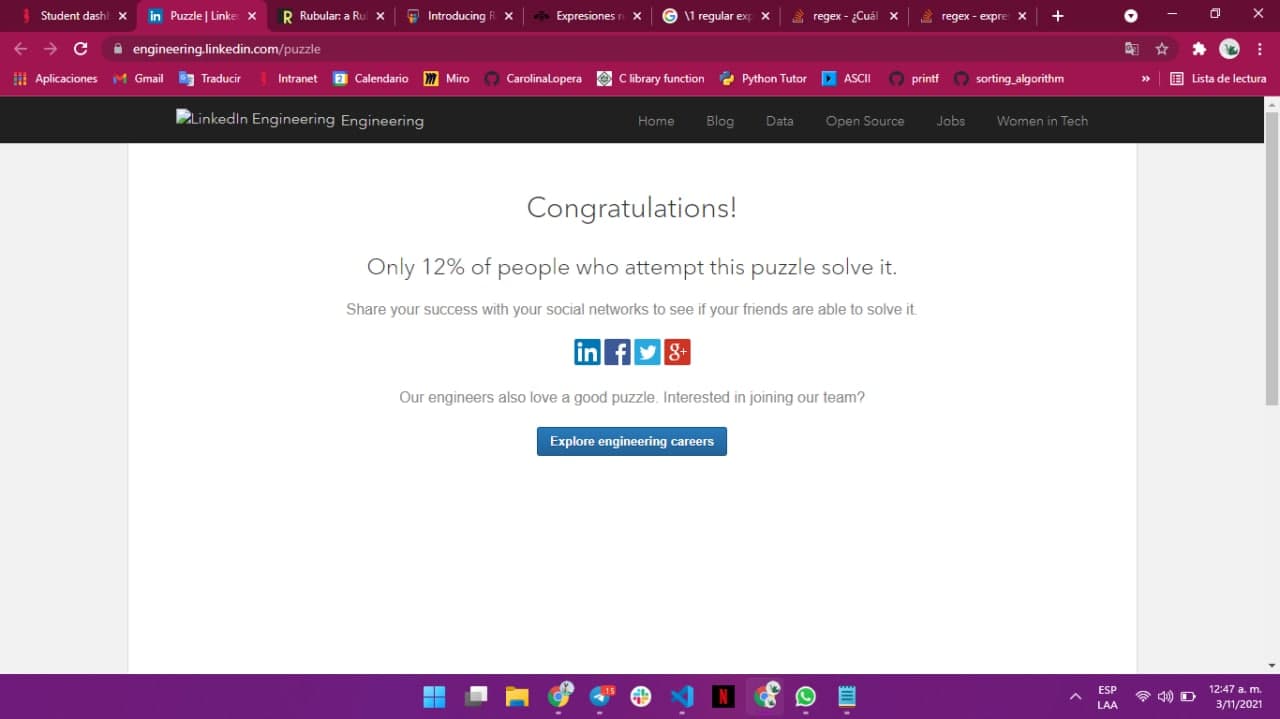 Student dash
Puzzle | Linke
Rubular: a Ru
Introducing R
Expresiones r
\1 regular exp
regex - ¿Cuál
regex - expre
engineering.linkedin.com/puzzle
Aplicaciones
Gmail
Traducir
Intranet
Calendario
Miro
CarolinaLopera
C library function
Python Tutor
ASCII
printf
sorting_algorithm
»
Lista de lectura
LinkedIn Engineering Engineering
Home
Blog
Data
Open Source
Jobs
Women in Tech
Congratulations!
Only 12% of people who attempt this puzzle solve it.
Share your success with your social networks to see if your friends are able to solve it.
in f g+
Our engineers also love a good puzzle. Interested in joining our team?
Explore engineering careers
15
N
ESP
LAA
12:47 a. m.
3/11/2021